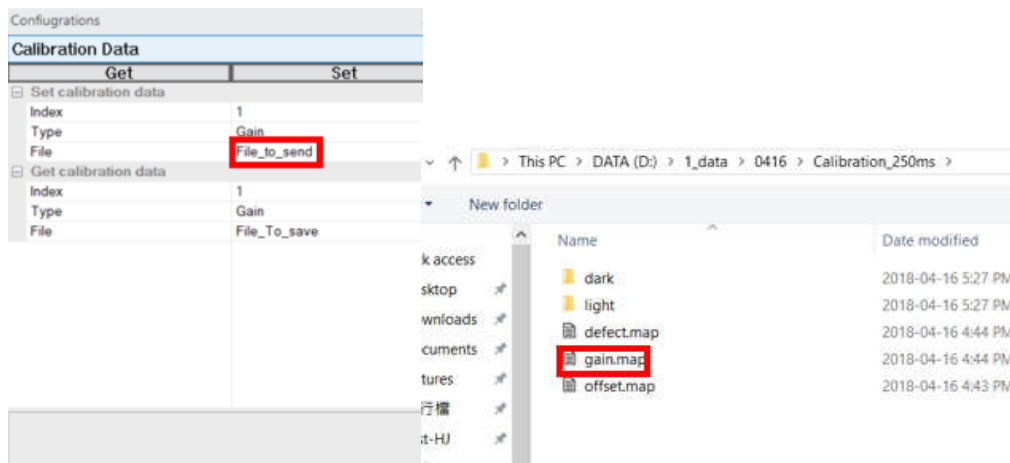 Confiugrations
Calibration Data
Get Set
Set calibration data
Index 1
Type Gain
File File_to_send
Get calibration data
Index 1
Type Gain
File File_To_save
This PC > DATA (D:) > 1_data > 0416 > Calibration_250ms >
New folder
Name Date modified
k access
sktop
wnloads
cuments
tures
行檔
st-HJ
dark 2018-04-16 5:27 PM
light 2018-04-16 5:27 PM
defect.map 2018-04-16 4:44 PM
gain.map 2018-04-16 4:44 PM
offset.map 2018-04-16 4:43 PM